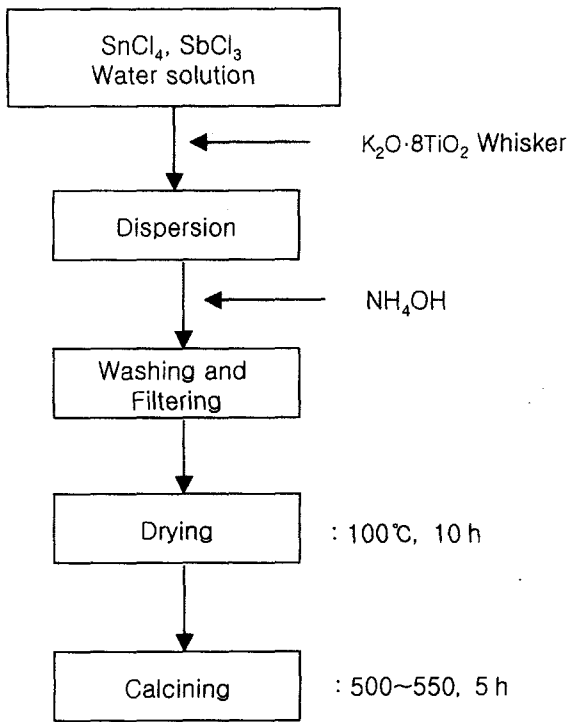 SnCl₄, SbCl₃
Water solution
K₂O·8TiO₂ Whisker
Dispersion
NH₄OH
Washing and
Filtering
Drying
: 100℃, 10 h
Calcining
: 500~550, 5 h